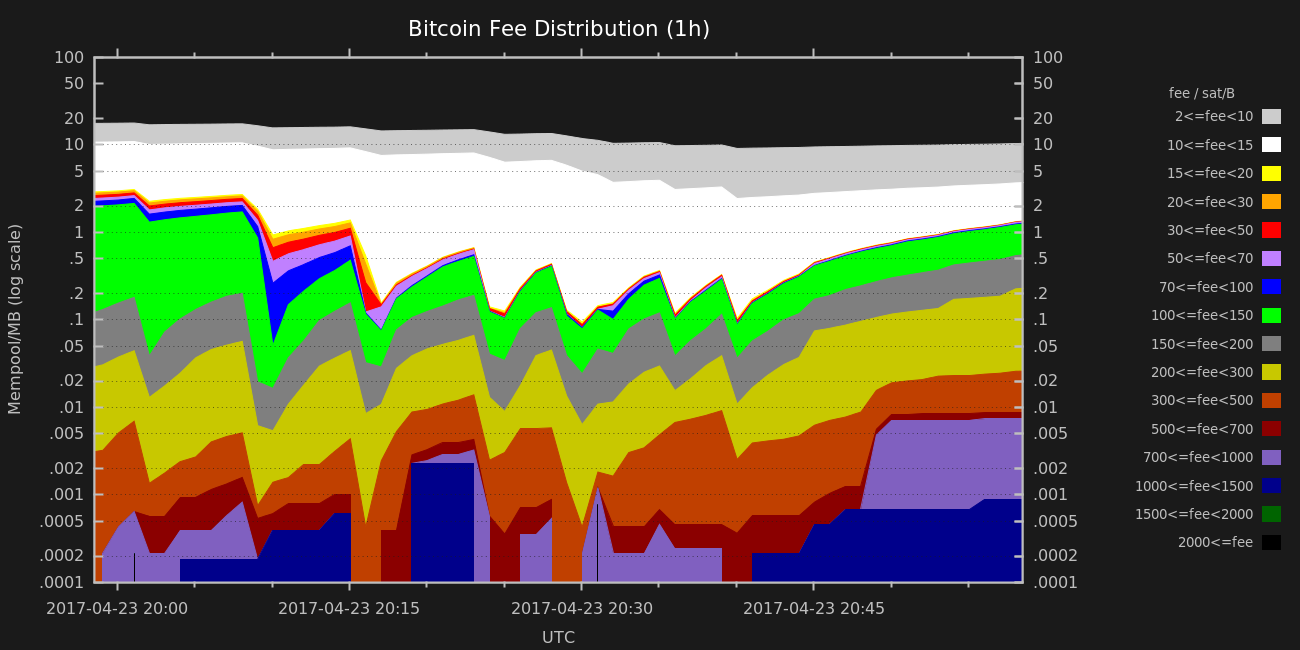 Bitcoin Fee Distribution (1h)
100 100
50 50
20 20
10 10
5 5
2 2
1 1
.5 .5
.2 .2
.1 .1
.05 .05
.02 .02
.01 .01
.005 .005
.002 .002
.001 .001
.0005 .0005
.0002 .0002
.0001 .0001
Mempool/MB (log scale)
2017-04-23 20:00 2017-04-23 20:15 2017-04-23 20:30 2017-04-23 20:45
UTC
fee / sat/B
2<=fee<10
10<=fee<15
15<=fee<20
20<=fee<30
30<=fee<50
50<=fee<70
70<=fee<100
100<=fee<150
150<=fee<200
200<=fee<300
300<=fee<500
500<=fee<700
700<=fee<1000
1000<=fee<1500
1500<=fee<2000
2000<=fee